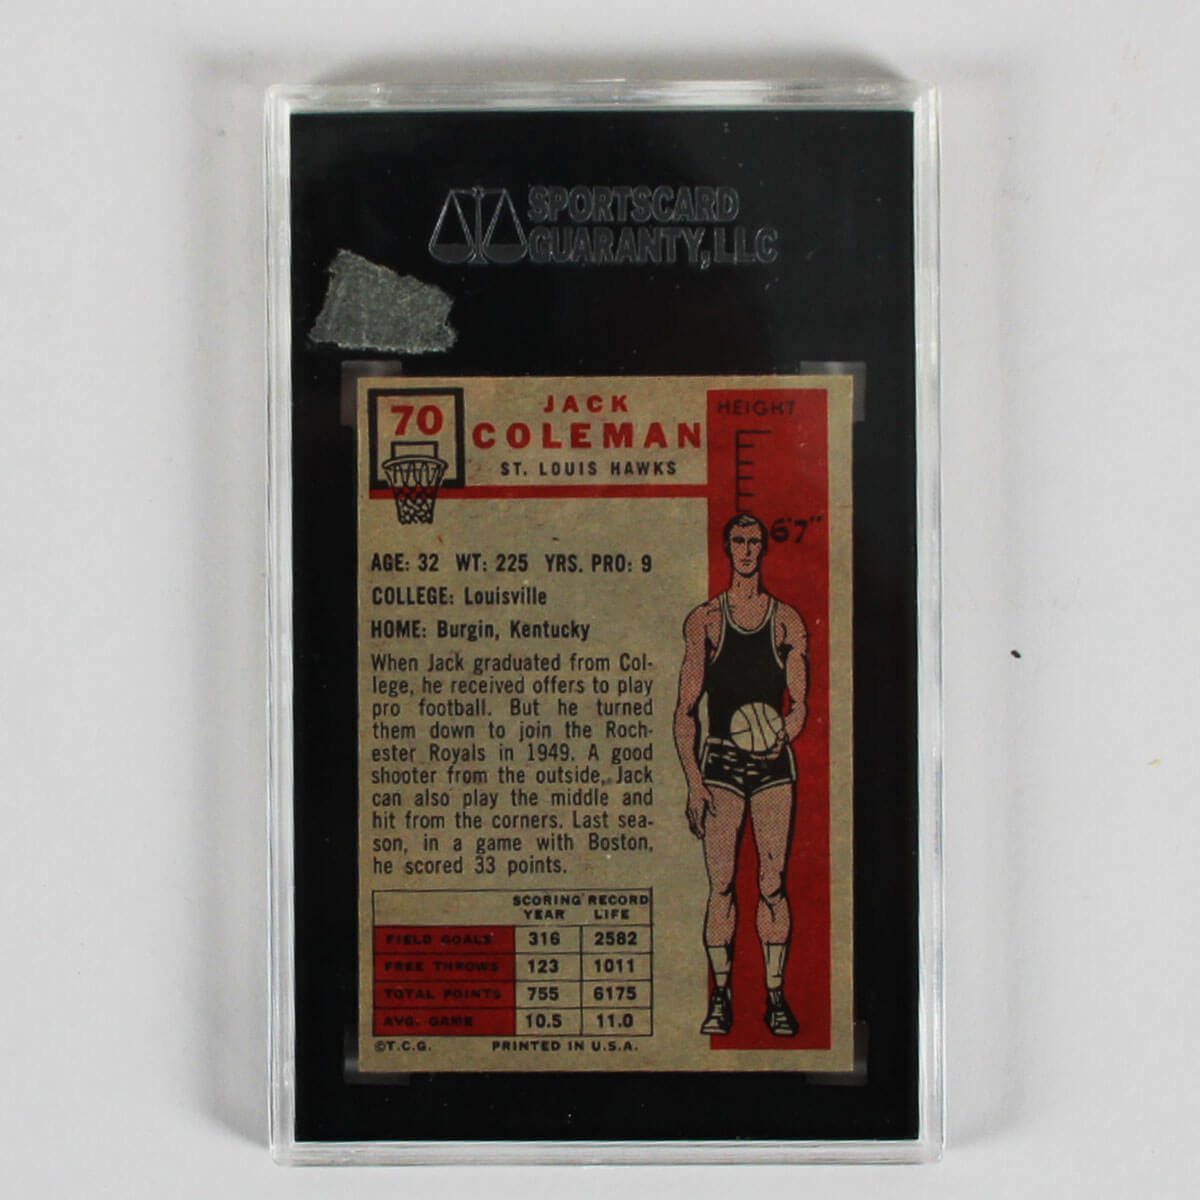 SPORTSCARD
GUARANTY, LLC
70
JACK
COLEMAN
ST. LOUIS HAWKS
HEIGHT
6'7"
AGE: 32 WT: 225 YRS. PRO: 9
COLLEGE: Louisville
HOME: Burgin, Kentucky
When Jack graduated from Col-
lege, he received offers to play
pro football. But he turned
them down to join the Roch-
ester Royals in 1949. A good
shooter from the outside, Jack
can also play the middle and
hit from the corners. Last sea-
son, in a game with Boston,
he scored 33 points.
SCORING RECORD
YEAR LIFE
FIELD GOALS 316 2582
FREE THROWS 123 1011
TOTAL POINTS 755 6175
AVG. GAME 10.5 11.0
©T.C.G. PRINTED IN U.S.A.